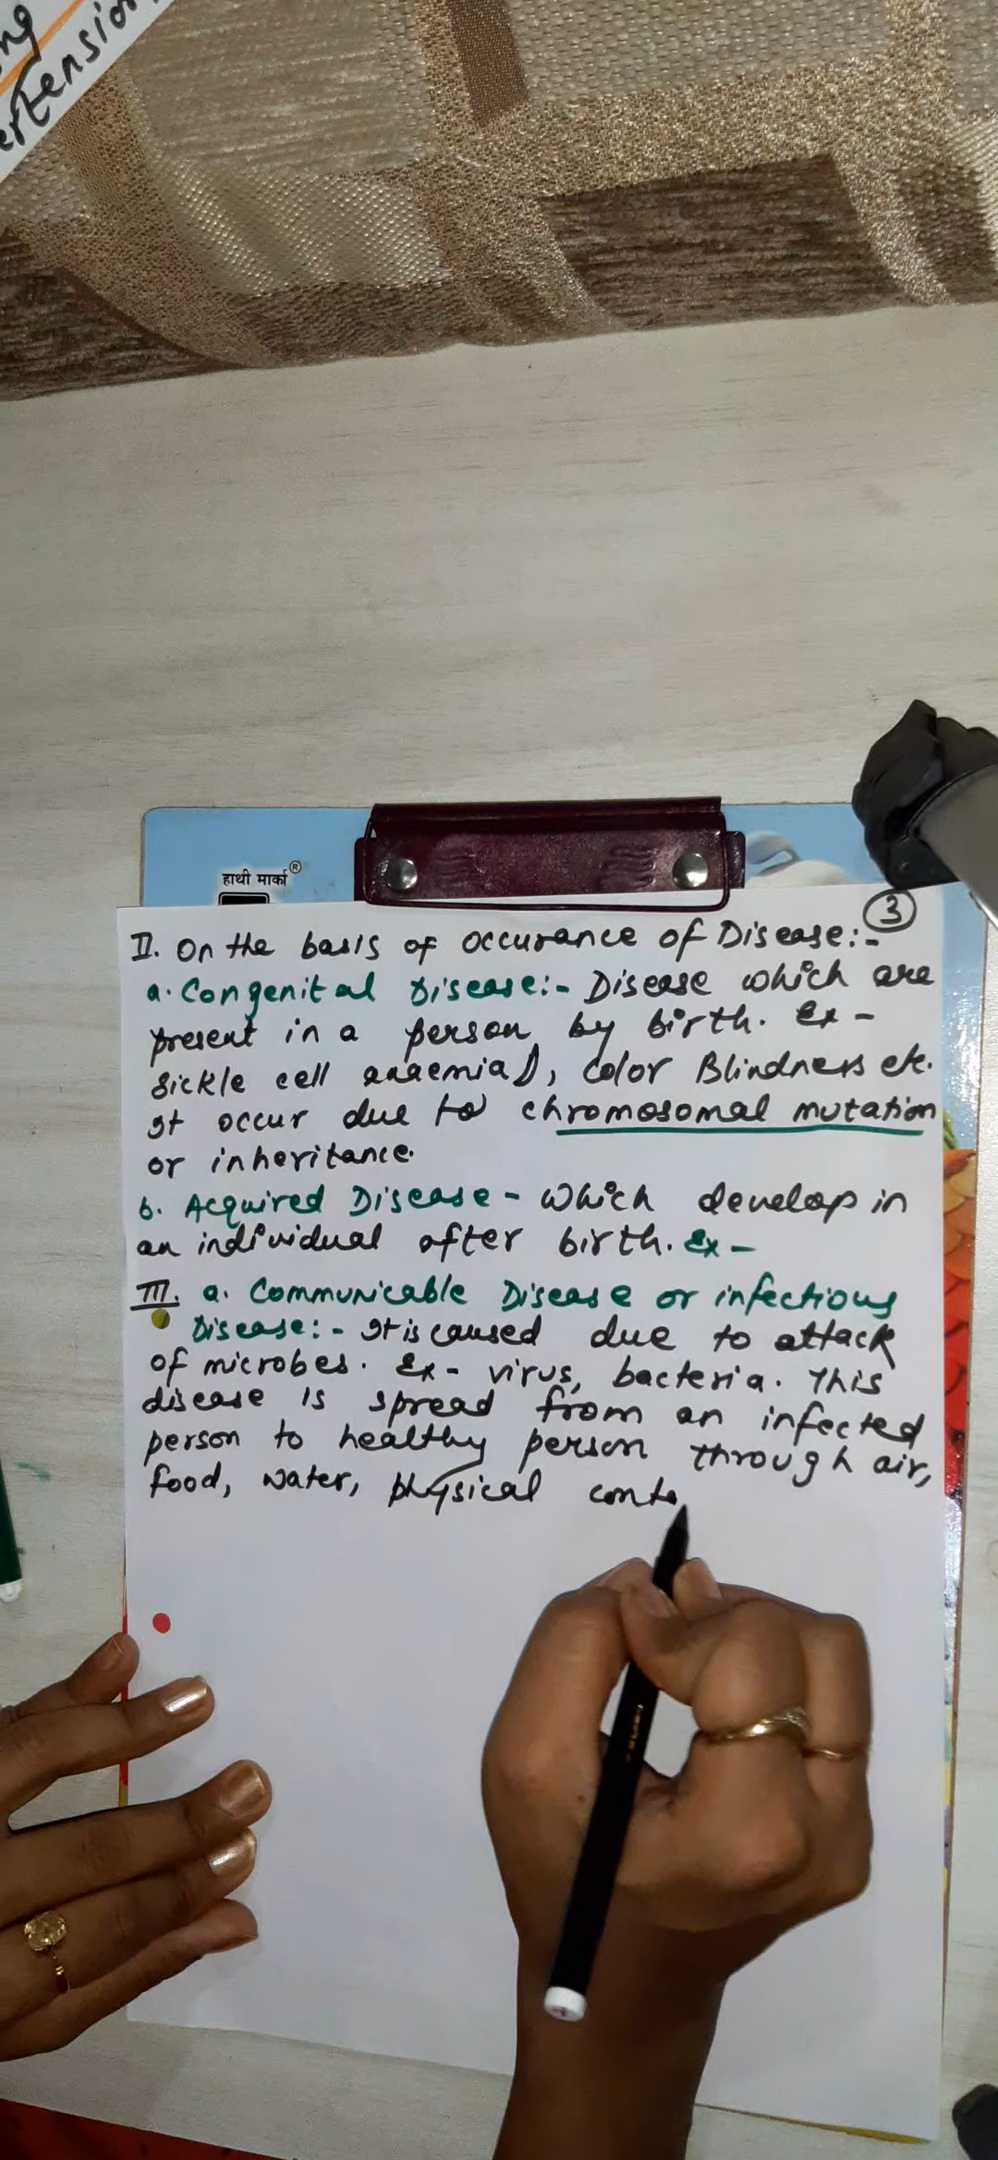 ng
ertension
हाथी मार्का®
3
II. On the basis of occurance of Disease:-
a. Congenital Disease:- Disease which are
present in a person by birth. Ex -
Sickle cell anaemia), Color Blindness etc.
It occur due to chromosomal mutation
or inheritance.
b. Acquired Disease - Which develop in
an individual after birth. Ex -
III. a. Communicable Disease or infectious
Disease:- It is caused due to attack
of microbes. Ex - virus, bacteria. This
disease is spread from an infected
person to healthy person through air,
food, water, physical conta